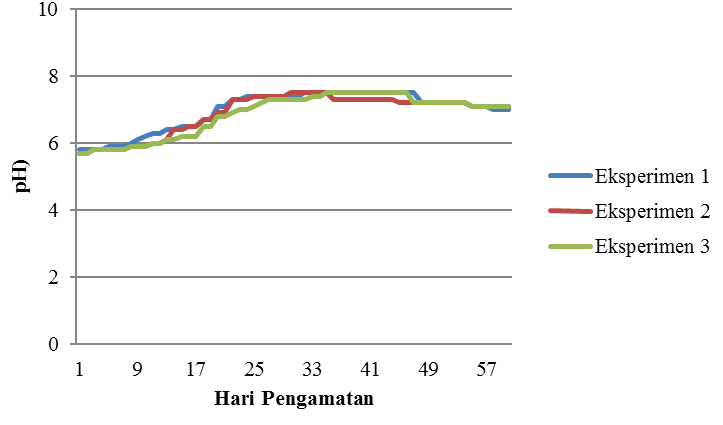 10
8
6
4
2
0
pH)
1 9 17 25 33 41 49 57
Hari Pengamatan
Eksperimen 1
Eksperimen 2
Eksperimen 3